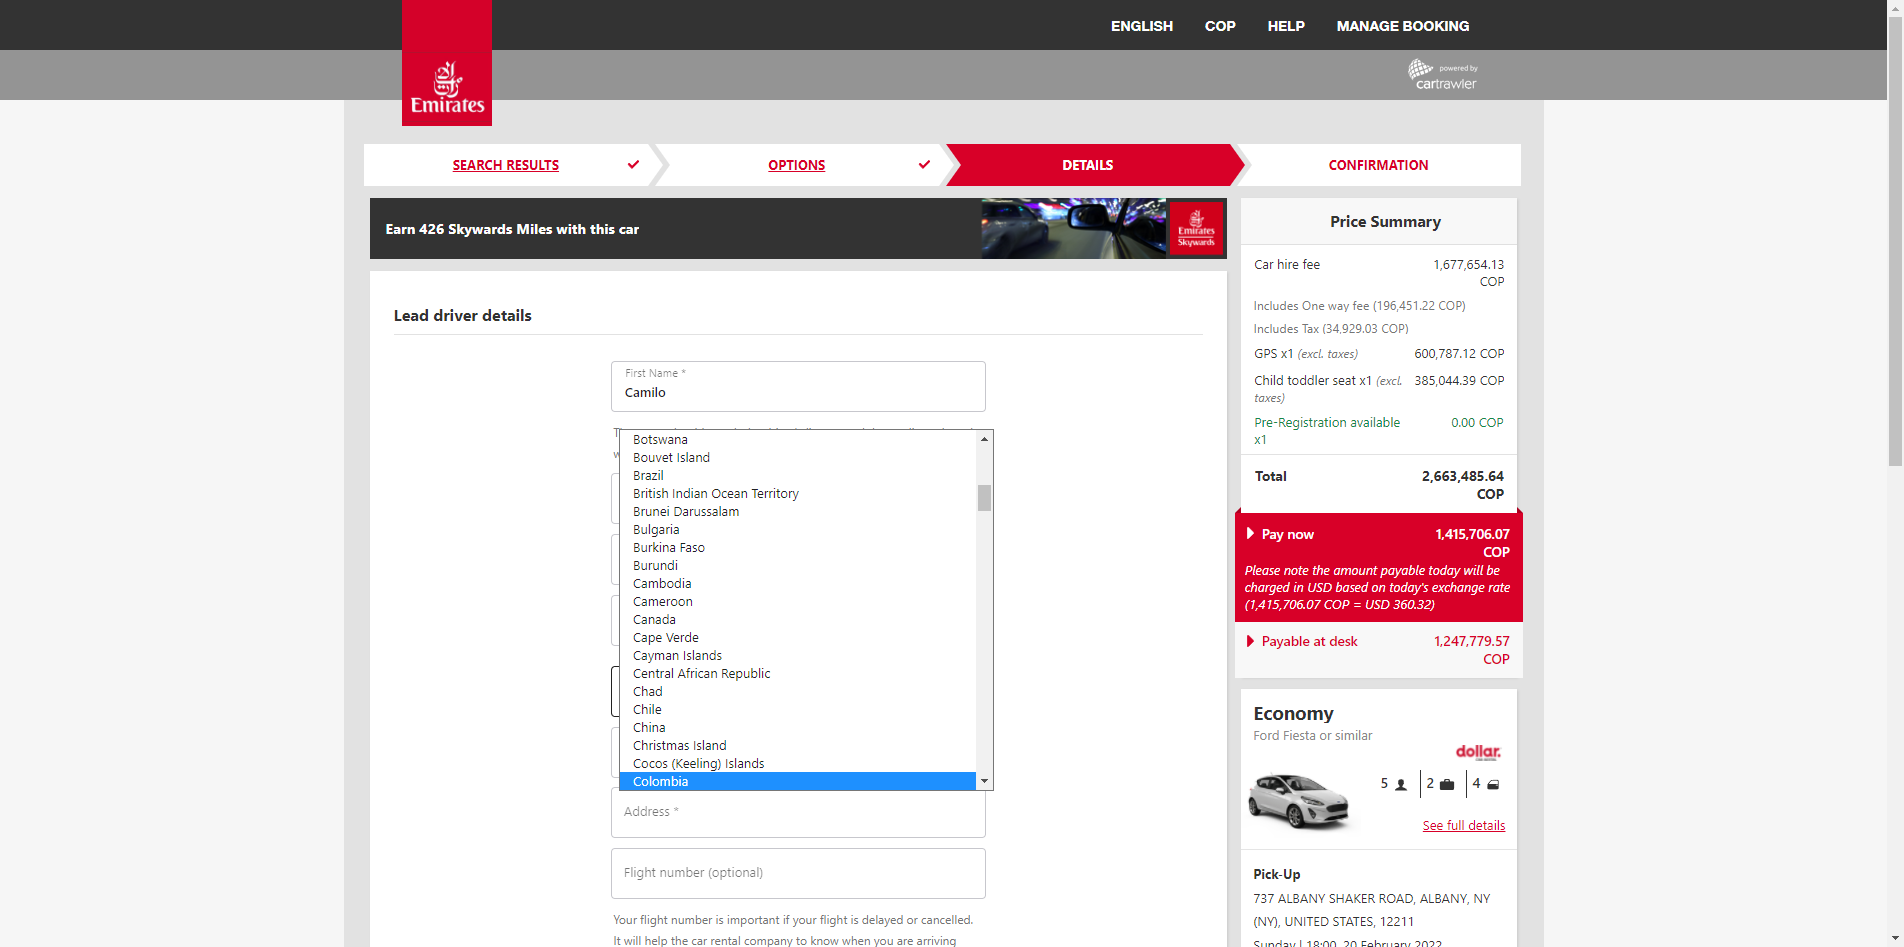 ENGLISH COP HELP MANAGE BOOKING
powered by
cartrawler
Emirates
SEARCH RESULTS OPTIONS DETAILS CONFIRMATION
Earn 426 Skywards Miles with this car
Emirates
Skywards
Lead driver details
First Name *
Camilo
Botswana
Bouvet Island
Brazil
British Indian Ocean Territory
Brunei Darussalam
Bulgaria
Burkina Faso
Burundi
Cambodia
Cameroon
Canada
Cape Verde
Cayman Islands
Central African Republic
Chad
Chile
China
Christmas Island
Cocos (Keeling) Islands
Colombia
Address *
Flight number (optional)
Your flight number is important if your flight is delayed or cancelled.
It will help the car rental company to know when you are arriving
Price Summary
Car hire fee 1,677,654.13
COP
Includes One way fee (196,451.22 COP)
Includes Tax (34,929.03 COP)
GPS x1 (excl. taxes) 600,787.12 COP
Child toddler seat x1 (excl. 385,044.39 COP
taxes)
Pre-Registration available 0.00 COP
x1
Total 2,663,485.64
COP
Pay now 1,415,706.07
COP
Please note the amount payable today will be
charged in USD based on today's exchange rate
(1,415,706.07 COP = USD 360.32)
Payable at desk 1,247,779.57
COP
Economy
Ford Fiesta or similar
dollar.
5 2 4
See full details
Pick-Up
737 ALBANY SHAKER ROAD, ALBANY, NY
(NY), UNITED STATES, 12211
Sunday | 18:00, 20 February 2022